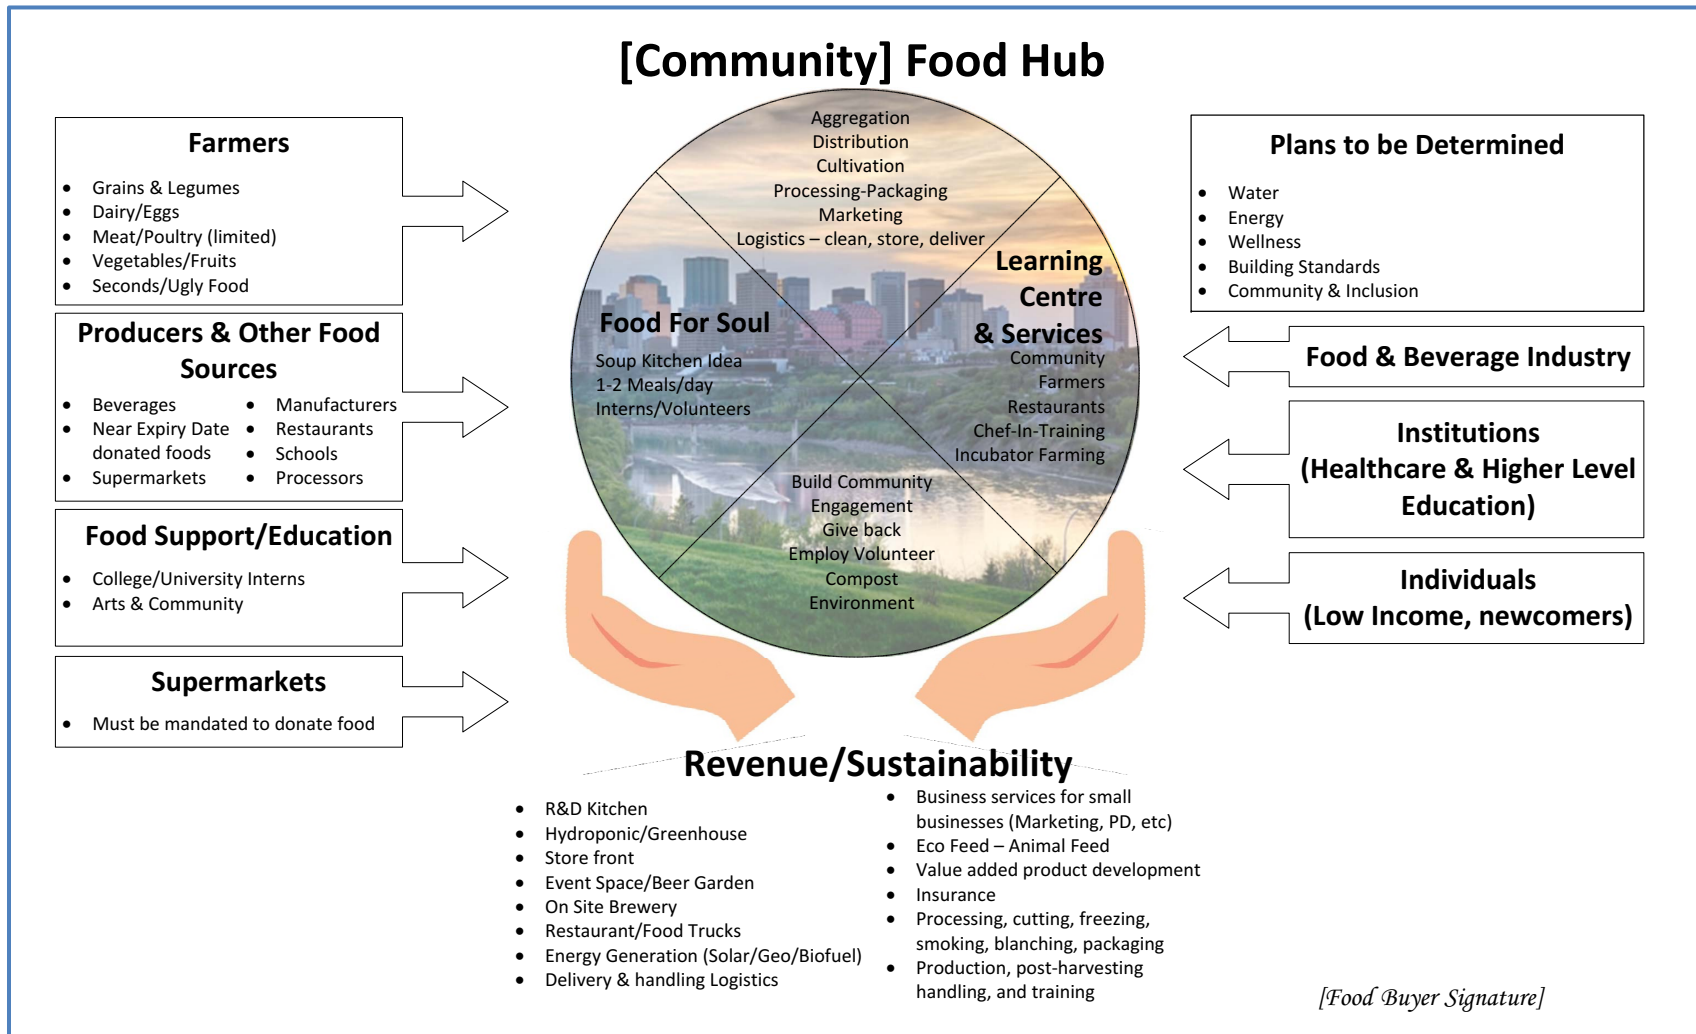 [Community] Food Hub
Farmers
• Grains & Legumes
• Dairy/Eggs
• Meat/Poultry (limited)
• Vegetables/Fruits
• Seconds/Ugly Food
Producers & Other Food
Sources
• Beverages
• Near Expiry Date
donated foods
• Supermarkets
• Manufacturers
• Restaurants
• Schools
• Processors
Food Support/Education
• College/University Interns
• Arts & Community
Supermarkets
• Must be mandated to donate food
Aggregation
Distribution
Cultivation
Processing-Packaging
Marketing
Logistics – clean, store, deliver
Food For Soul
Soup Kitchen Idea
1-2 Meals/day
Interns/Volunteers
Learning
Centre
& Services
Community
Farmers
Restaurants
Chef-In-Training
Incubator Farming
Build Community
Engagement
Give back
Employ Volunteer
Compost
Environment
Plans to be Determined
• Water
• Energy
• Wellness
• Building Standards
• Community & Inclusion
Food & Beverage Industry
Institutions
(Healthcare & Higher Level
Education)
Individuals
(Low Income, newcomers)
Revenue/Sustainability
• R&D Kitchen
• Hydroponic/Greenhouse
• Store front
• Event Space/Beer Garden
• On Site Brewery
• Restaurant/Food Trucks
• Energy Generation (Solar/Geo/Biofuel)
• Delivery & handling Logistics
• Business services for small
businesses (Marketing, PD, etc)
• Eco Feed – Animal Feed
• Value added product development
• Insurance
• Processing, cutting, freezing,
smoking, blanching, packaging
• Production, post-harvesting
handling, and training
[Food Buyer Signature]